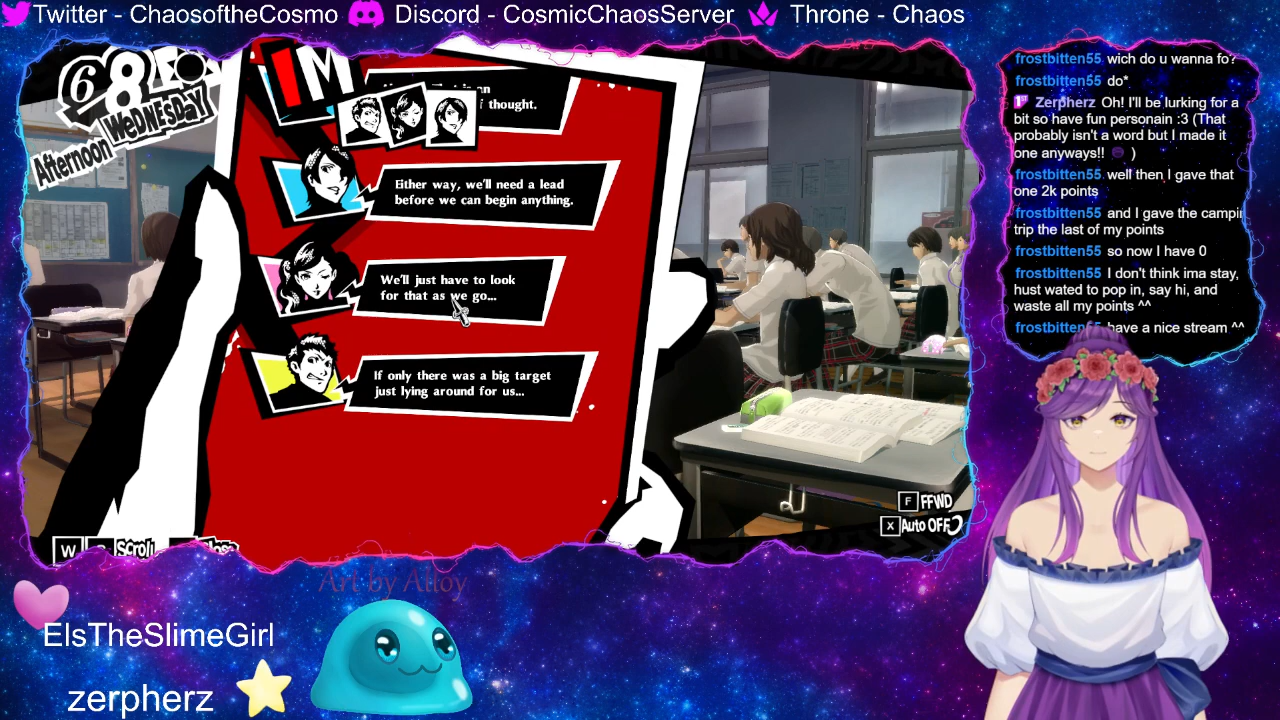 Twitter - ChaosoftheCosmo Discord - CosmicChaosServer Throne - Chaos
6/8
WeDNEsDAY
Afternoon
IM
thought.
Either way, we'll need a lead
before we can begin anything.
We'll just have to look
for that as we go...
If only there was a big target
just lying around for us...
F FFWD
X Auto OFF
W Scroll
frostbitten55 wich do u wanna fo?
frostbitten55 do*
1st Zerpherz Oh! I'll be lurking for a
bit so have fun personain :3 (That
probably isn't a word but I made it
one anyways!! )
frostbitten55 well then I gave that
one 2k points
frostbitten55 and I gave the campin
trip the last of my points
frostbitten55 so now I have 0
frostbitten55 I don't think ima stay,
hust wated to pop in, say hi, and
waste all my points ^^
frostbitten55 have a nice stream ^^
Art by Alloy
ElsTheSlimeGirl
zerpherz